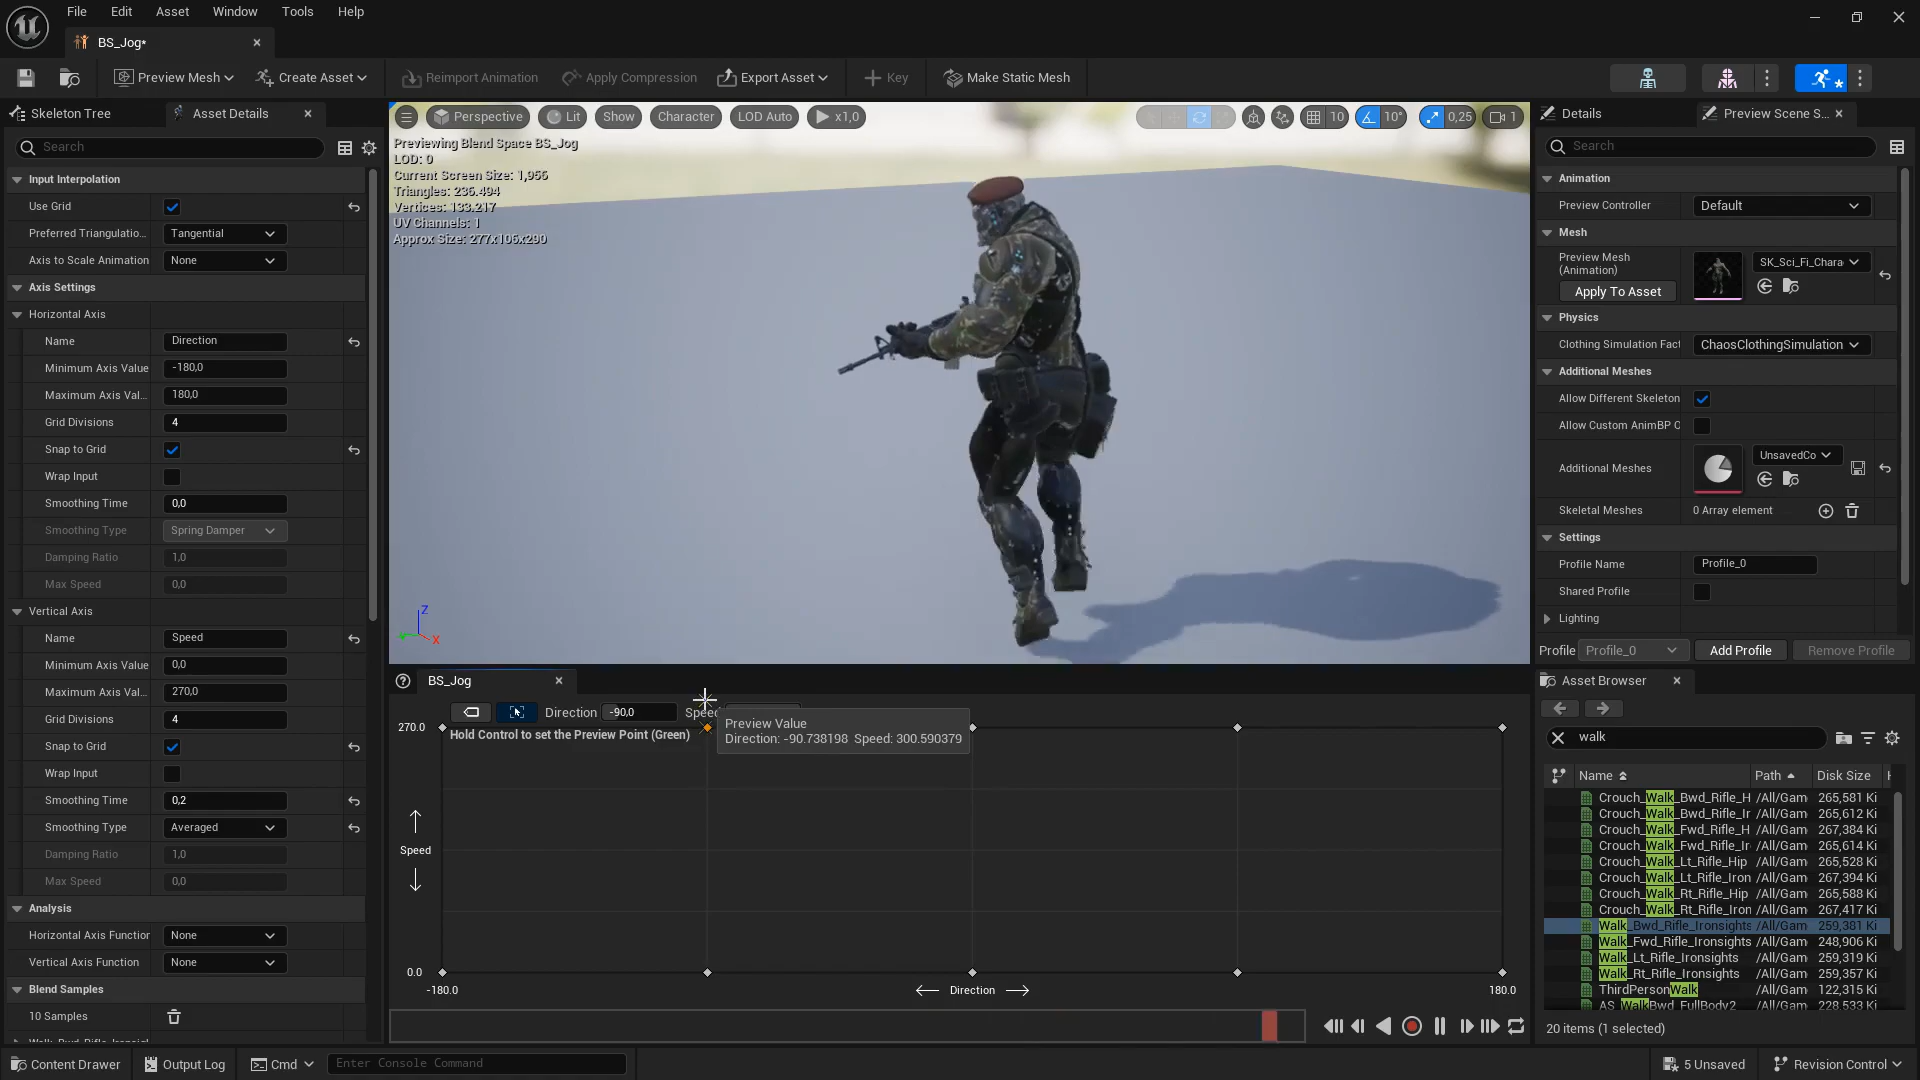 File Edit Asset Window Tools Help
BS_Jog*
Preview Mesh Create Asset Reimport Animation Apply Compression Export Asset Key Make Static Mesh
Skeleton Tree Asset Details
Search
Input Interpolation
Use Grid
Preferred Triangulatio... Tangential
Axis to Scale Animation None
Axis Settings
Horizontal Axis
Name Direction
Minimum Axis Value -180,0
Maximum Axis Val... 180,0
Grid Divisions 4
Snap to Grid
Wrap Input
Smoothing Time 0,0
Smoothing Type Spring Damper
Damping Ratio 1,0
Max Speed 0,0
Vertical Axis
Name Speed
Minimum Axis Value 0,0
Maximum Axis Val... 270,0
Grid Divisions 4
Snap to Grid
Wrap Input
Smoothing Time 0,2
Smoothing Type Averaged
Damping Ratio 1,0
Max Speed 0,0
Analysis
Horizontal Axis Function None
Vertical Axis Function None
Blend Samples
10 Samples
Perspective Lit Show Character LOD Auto x1,0 10 10° 0,25 1
Previewing Blend Space BS_Jog
LOD: 0
Current Screen Size: 1,956
Triangles: 236.494
Vertices: 133.217
UV Channels: 1
Approx Size: 277x106x290
Z
X
BS_Jog
Direction -90,0 Speed
270.0 Hold Control to set the Preview Point (Green)
Preview Value
Direction: -90.738198 Speed: 300.590379
Speed
0.0
-180.0 Direction 180.0
Details Preview Scene S...
Search
Animation
Preview Controller Default
Mesh
Preview Mesh (Animation) SK_Sci_Fi_Chara
Apply To Asset
Physics
Clothing Simulation Fact ChaosClothingSimulation
Additional Meshes
Allow Different Skeleton
Allow Custom AnimBP O
Additional Meshes UnsavedCo
Skeletal Meshes 0 Array element
Settings
Profile Name Profile_0
Shared Profile
Lighting
Profile Profile_0 Add Profile Remove Profile
Asset Browser
walk
Name Path Disk Size
Crouch_Walk_Bwd_Rifle_H /All/Gam 265,581 Ki
Crouch_Walk_Bwd_Rifle_Ir /All/Gam 265,612 Ki
Crouch_Walk_Fwd_Rifle_H /All/Gam 267,384 Ki
Crouch_Walk_Fwd_Rifle_Ir /All/Gam 265,614 Ki
Crouch_Walk_Lt_Rifle_Hip /All/Gam 265,528 Ki
Crouch_Walk_Lt_Rifle_Iron /All/Gam 267,394 Ki
Crouch_Walk_Rt_Rifle_Hip /All/Gam 265,588 Ki
Crouch_Walk_Rt_Rifle_Iron /All/Gam 267,417 Ki
Walk_Bwd_Rifle_Ironsights /All/Gam 259,381 Ki
Walk_Fwd_Rifle_Ironsights /All/Gam 248,906 Ki
Walk_Lt_Rifle_Ironsights /All/Gam 259,319 Ki
Walk_Rt_Rifle_Ironsights /All/Gam 259,357 Ki
ThirdPersonWalk /All/Gam 122,315 Ki
AS_WalkBwd_FullBody2 /All/Gam 228,533 Ki
20 items (1 selected)
Content Drawer Output Log Cmd Enter Console Command 5 Unsaved Revision Control